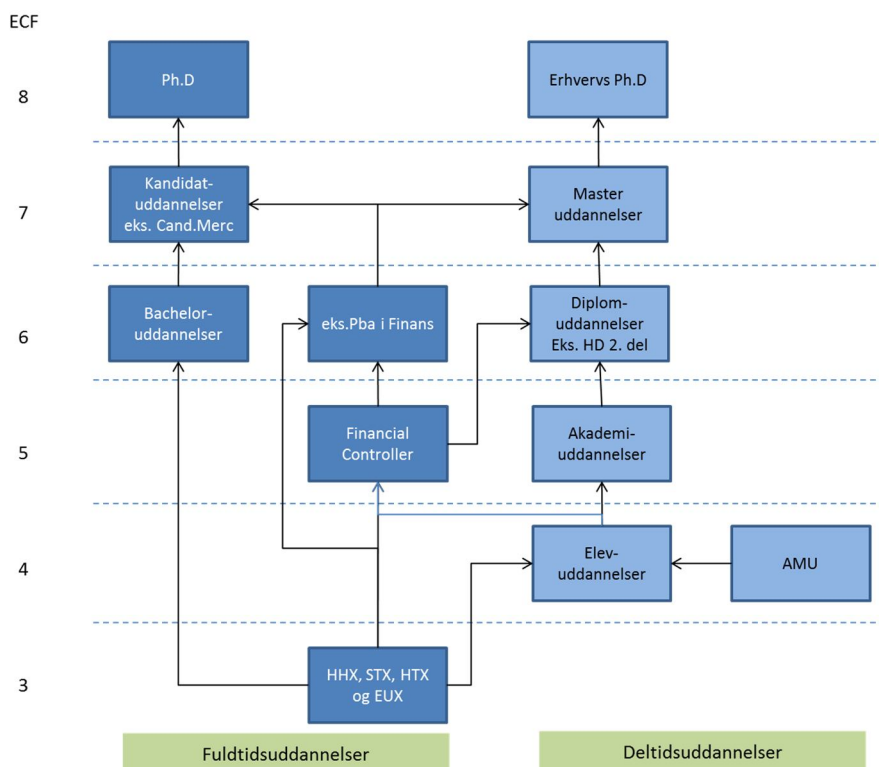 ECF
8
Ph.D
Erhvervs Ph.D
7
Kandidat-
uddannelser
eks. Cand.Merc
Master
uddannelser
6
Bachelor-
uddannelser
eks.Pba i Finans
Diplom-
uddannelser
Eks. HD 2. del
5
Financial
Controller
Akademi-
uddannelser
4
Elev-
uddannelser
AMU
3
HHX, STX, HTX
og EUX
Fuldtidsuddannelser
Deltidsuddannelser